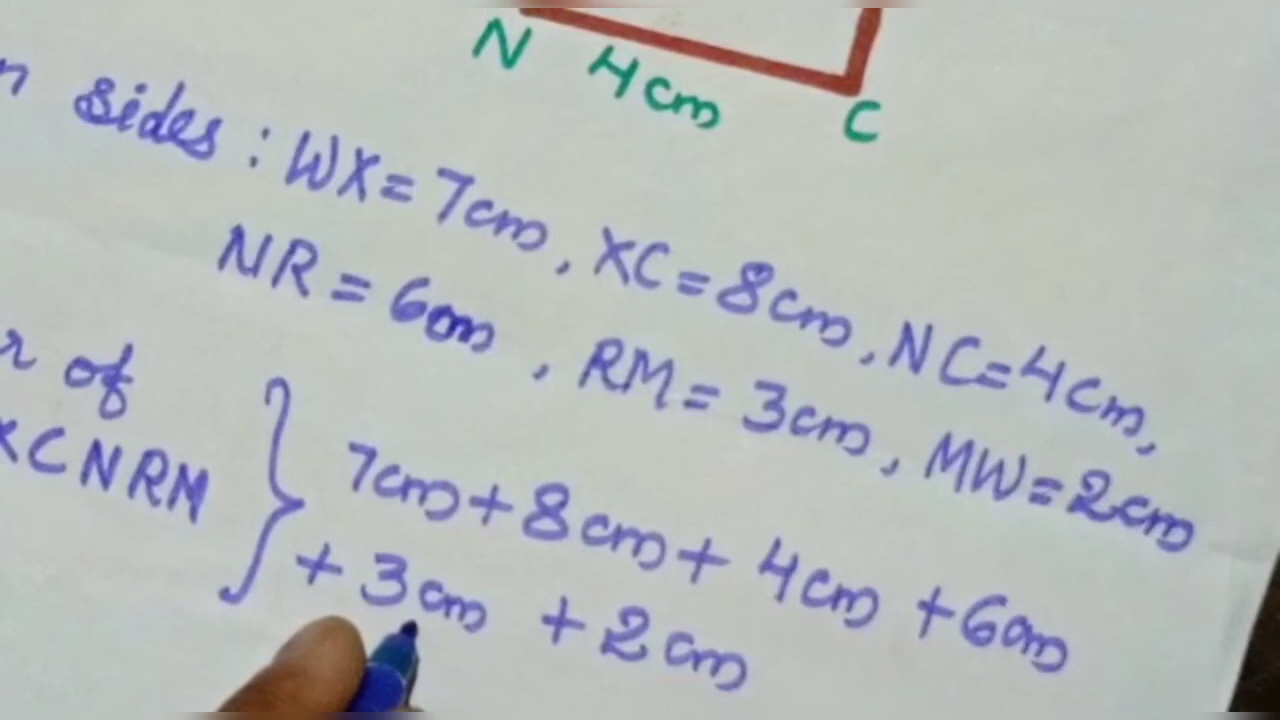 N 4cm C
sides : WX = 7cm, XC = 8cm, NC = 4cm,
NR = 6cm, RM = 3cm, MW = 2cm
of
XCNRM } 7cm + 8cm + 4cm + 6cm
+ 3cm + 2cm